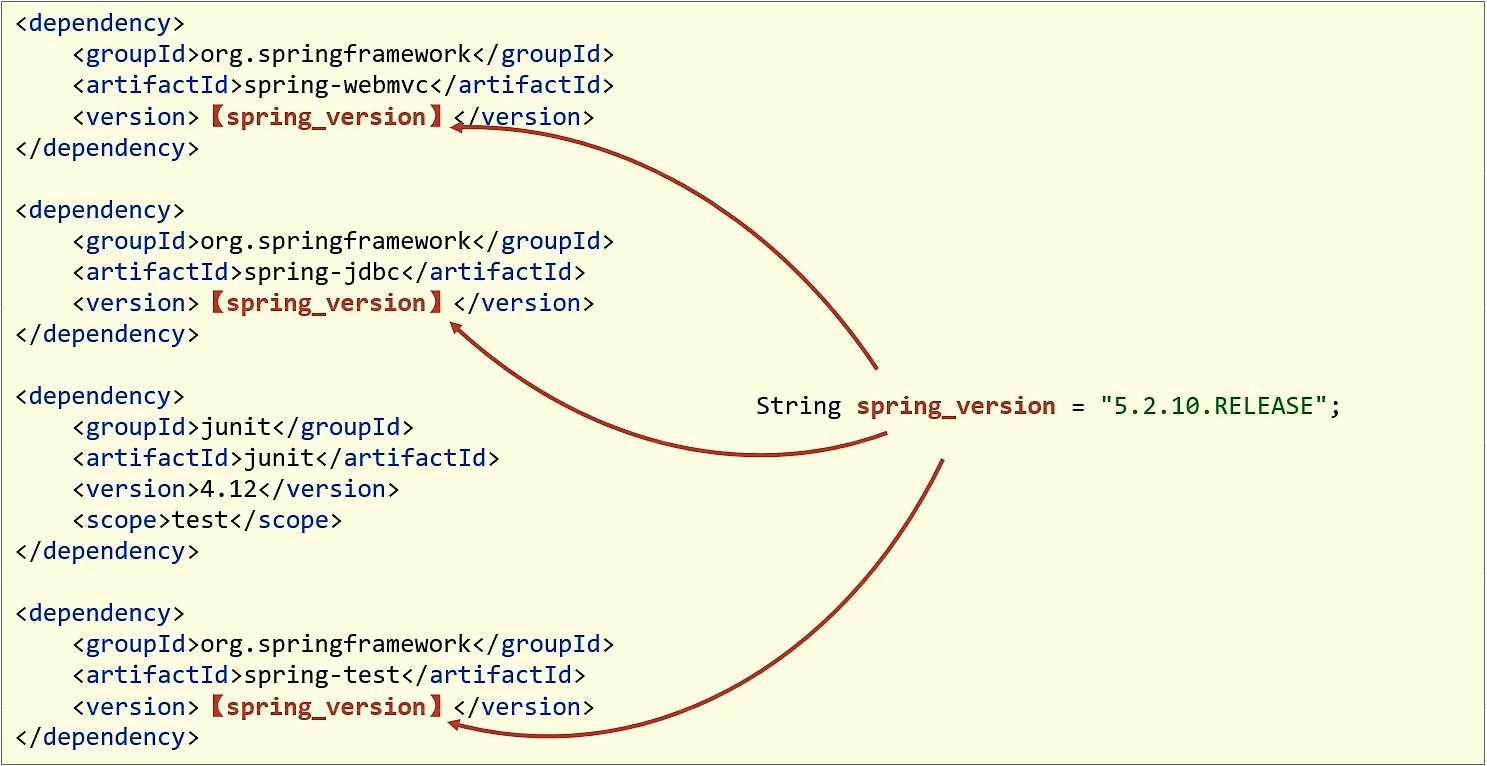 <dependency>
    <groupId>org.springframework</groupId>
    <artifactId>spring-webmvc</artifactId>
    <version>【spring_version】</version>
</dependency>

<dependency>
    <groupId>org.springframework</groupId>
    <artifactId>spring-jdbc</artifactId>
    <version>【spring_version】</version>
</dependency>

<dependency>
    <groupId>junit</groupId>
    <artifactId>junit</artifactId>
    <version>4.12</version>
    <scope>test</scope>
</dependency>

<dependency>
    <groupId>org.springframework</groupId>
    <artifactId>spring-test</artifactId>
    <version>【spring_version】</version>
</dependency>

String spring_version = "5.2.10.RELEASE";